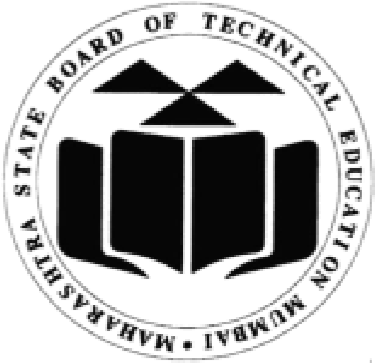 MAHARASHTRA STATE BOARD OF TECHNICAL EDUCATION MUMBAI •